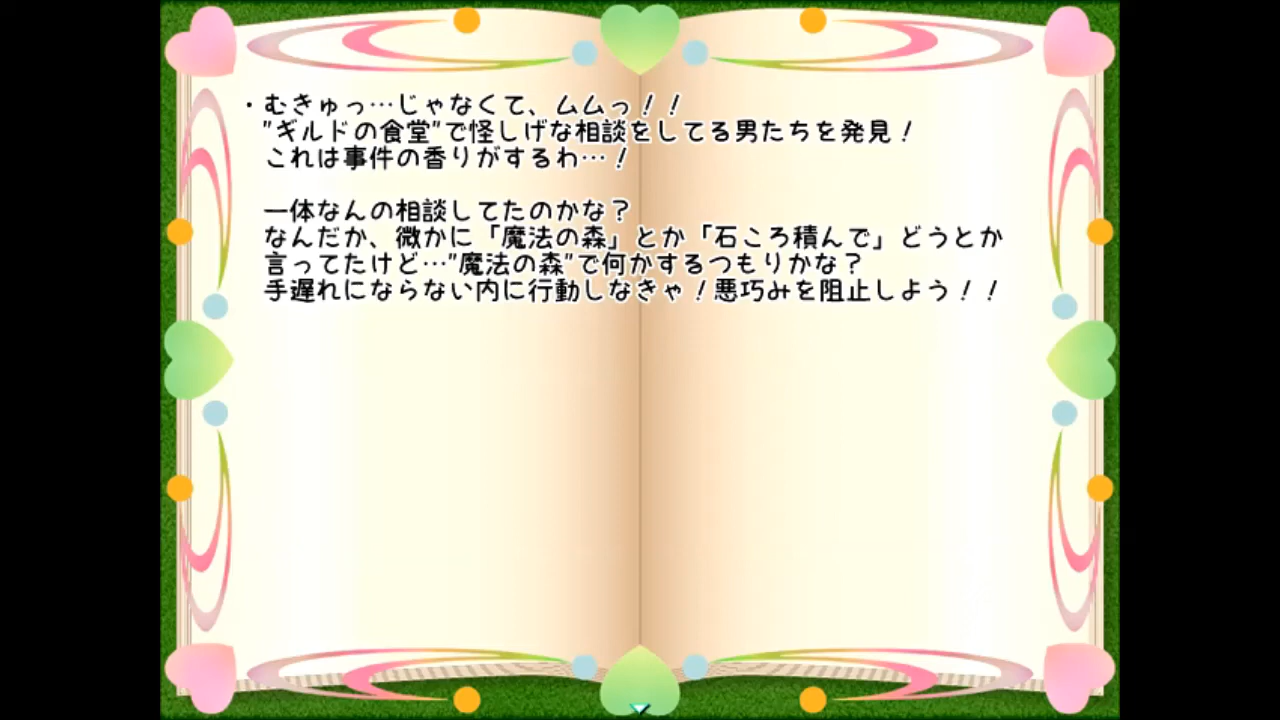 ・むきゅっ…じゃなくて、ムムっ！！
"ギルドの食堂"で怪しげな相談をしてる男たちを発見！
これは事件の香りがするわ…！
一体なんの相談してたのかな？
なんだか、微かに「魔法の森」とか「石ころ積んで」どうとか
言ってたけど…"魔法の森"で何かするつもりかな？
手遅れにならない内に行動しなきゃ！悪巧みを阻止しよう！！